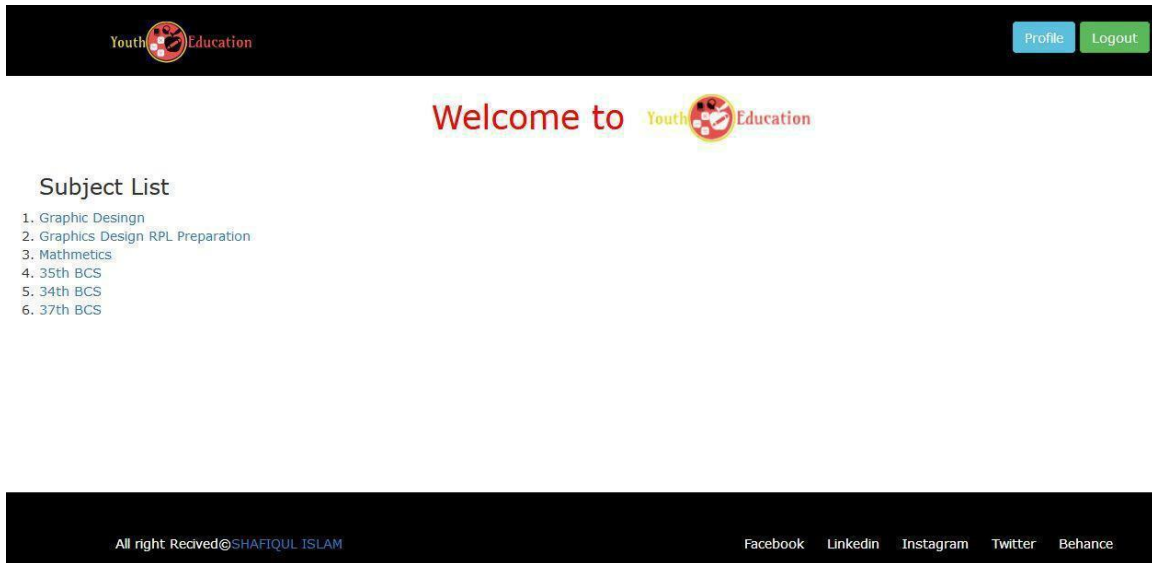 Youth Education
Profile Logout
Welcome to Youth Education
Subject List
1. Graphic Desingn
2. Graphics Design RPL Preparation
3. Mathmetics
4. 35th BCS
5. 34th BCS
6. 37th BCS
All right Recived©SHAFIQUL ISLAM
Facebook Linkedin Instagram Twitter Behance